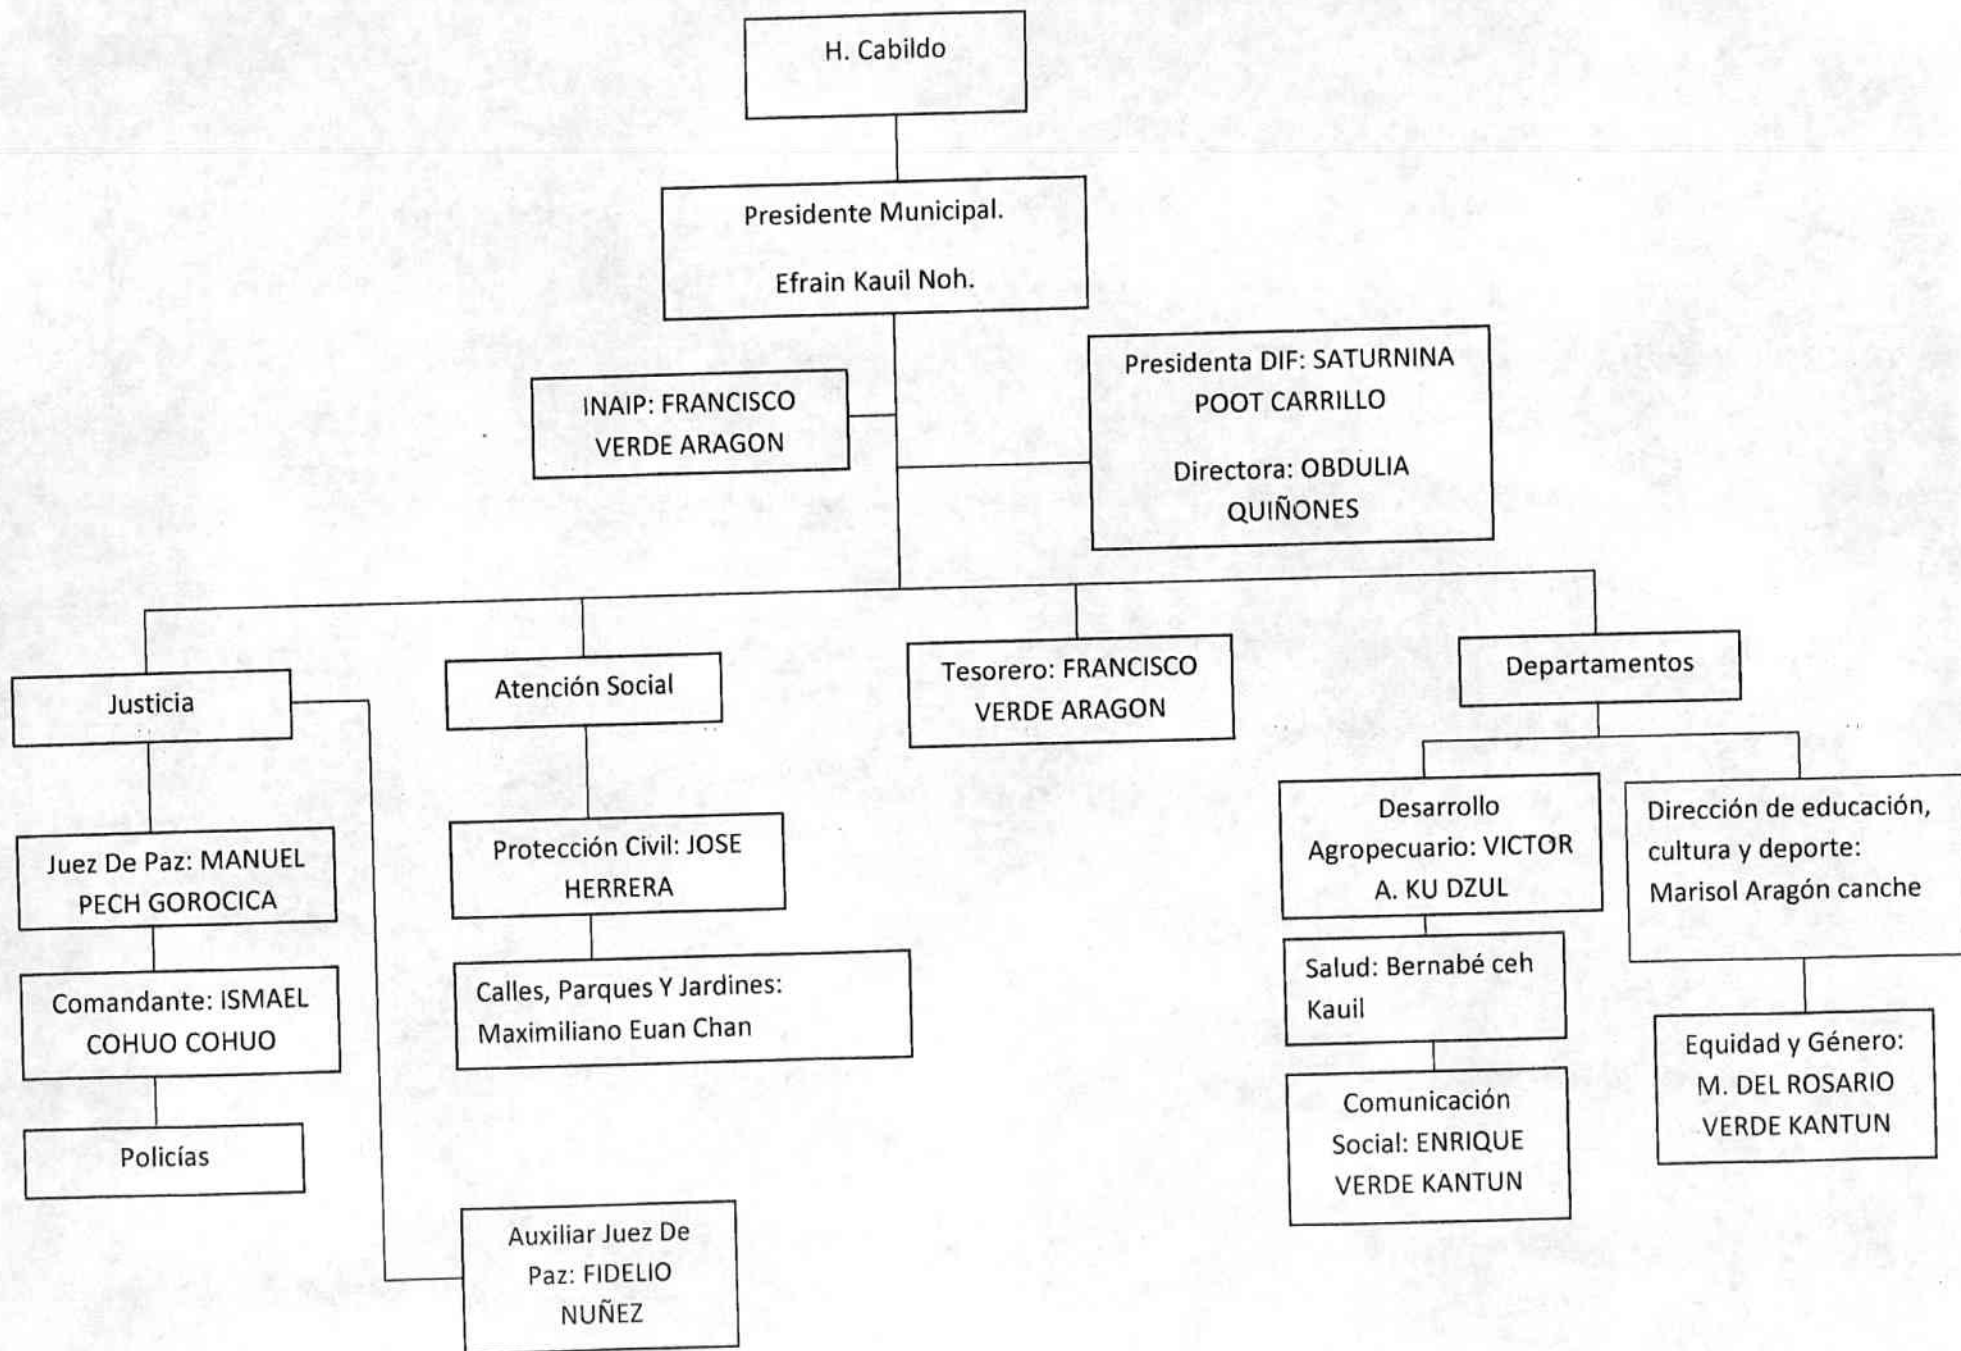 H. Cabildo
Presidente Municipal.
Efrain Kauil Noh.
INAIP: FRANCISCO
VERDE ARAGON
Presidenta DIF: SATURNINA
POOT CARRILLO
Directora: OBDULIA
QUIÑONES
Justicia
Atención Social
Tesorero: FRANCISCO
VERDE ARAGON
Departamentos
Juez De Paz: MANUEL
PECH GOROCICA
Comandante: ISMAEL
COHUO COHUO
Policías
Auxiliar Juez De
Paz: FIDELIO
NUÑEZ
Protección Civil: JOSE
HERRERA
Calles, Parques Y Jardines:
Maximiliano Euan Chan
Desarrollo
Agropecuario: VICTOR
A. KU DZUL
Salud: Bernabé ceh
Kauil
Comunicación
Social: ENRIQUE
VERDE KANTUN
Dirección de educación,
cultura y deporte:
Marisol Aragón canche
Equidad y Género:
M. DEL ROSARIO
VERDE KANTUN